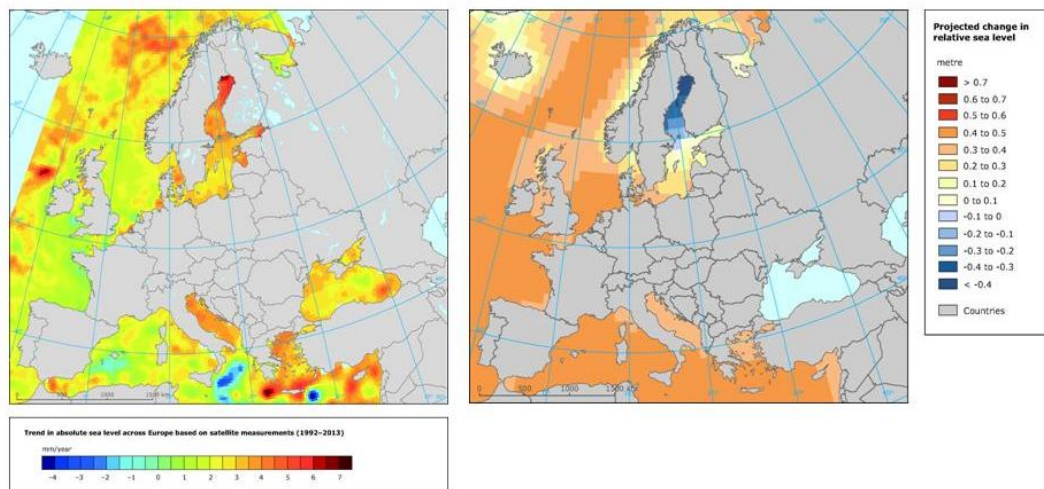 Projected change in
relative sea level
metre
> 0.7
0.6 to 0.7
0.5 to 0.6
0.4 to 0.5
0.3 to 0.4
0.2 to 0.3
0.1 to 0.2
0 to 0.1
-0.1 to 0
-0.2 to -0.1
-0.3 to -0.2
-0.4 to -0.3
< -0.4
Countries
0 500 1000 1500 km
Trend in absolute sea level across Europe based on satellite measurements (1992–2013)
mm/year
−4 −3 −2 −1 0 1 2 3 4 5 6 7